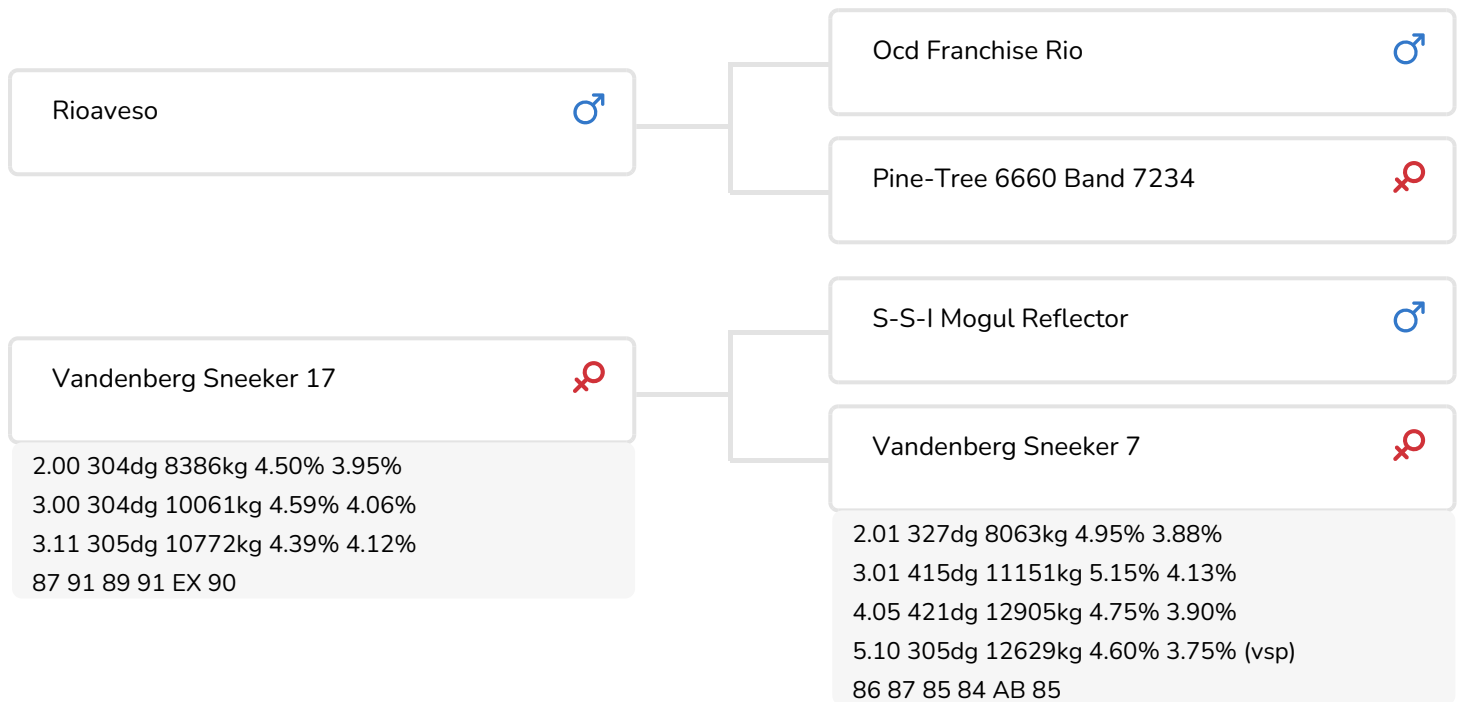 Rioaveso
Ocd Franchise Rio
Pine-Tree 6660 Band 7234
Vandenberg Sneeker 17
2.00 304dg 8386kg 4.50% 3.95%
3.00 304dg 10061kg 4.59% 4.06%
3.11 305dg 10772kg 4.39% 4.12%
87 91 89 91 EX 90
S-S-I Mogul Reflector
Vandenberg Sneeker 7
2.01 327dg 8063kg 4.95% 3.88%
3.01 415dg 11151kg 5.15% 4.13%
4.05 421dg 12905kg 4.75% 3.90%
5.10 305dg 12629kg 4.60% 3.75% (vsp)
86 87 85 84 AB 85